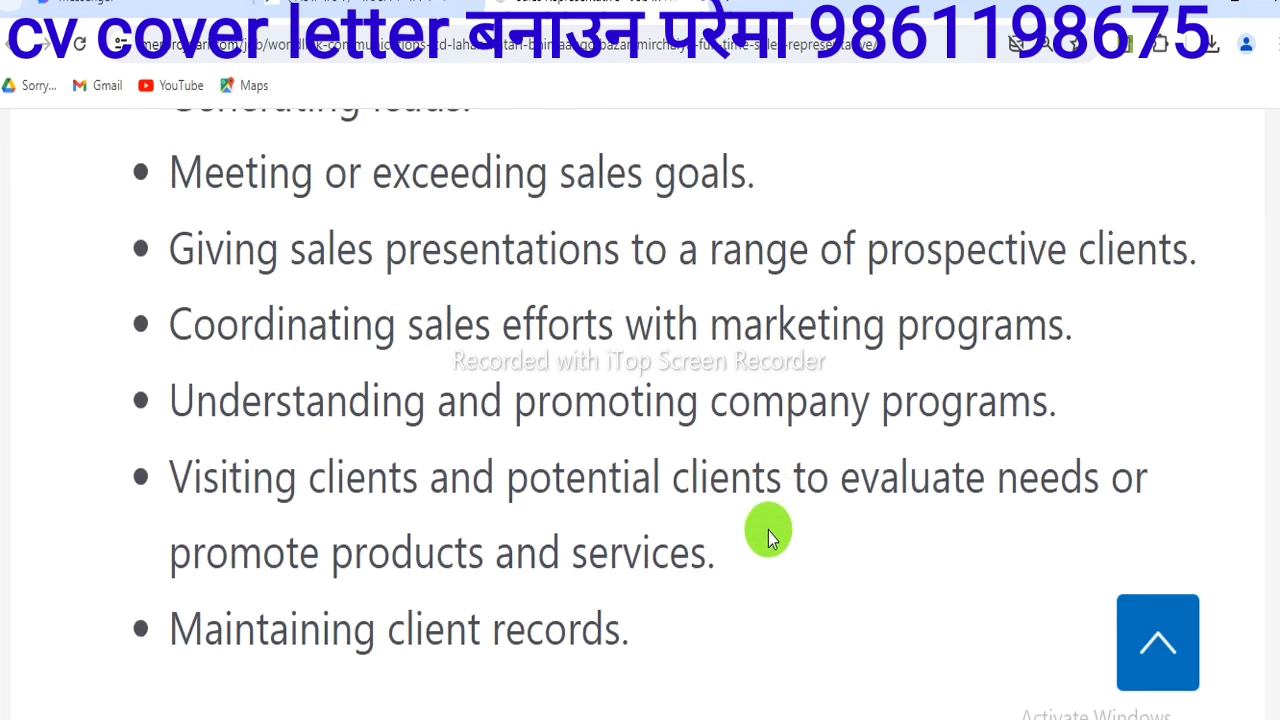 cv cover letter बनाउन परेमा 9861198675
Sorry... Gmail YouTube Maps
Generating leads.
Meeting or exceeding sales goals.
Giving sales presentations to a range of prospective clients.
Coordinating sales efforts with marketing programs.
Recorded with iTop Screen Recorder
Understanding and promoting company programs.
Visiting clients and potential clients to evaluate needs or
promote products and services.
Maintaining client records.
Activate Windows